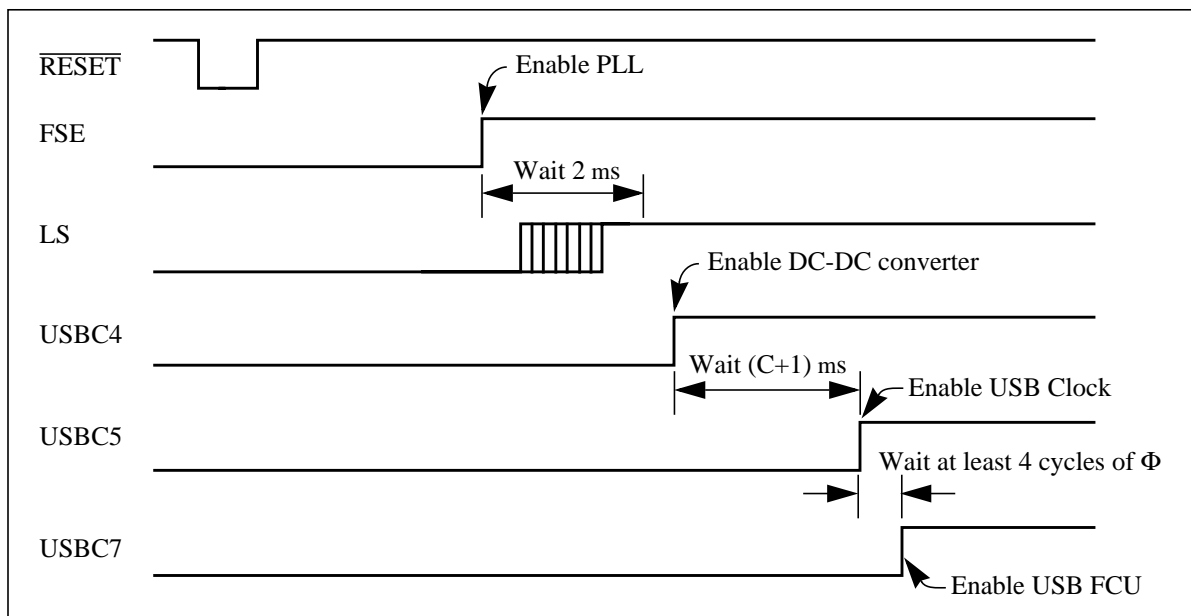 RESET
Enable PLL
FSE
Wait 2 ms
LS
Enable DC-DC converter
USBC4
Wait (C+1) ms
Enable USB Clock
USBC5
Wait at least 4 cycles of Φ
USBC7
Enable USB FCU